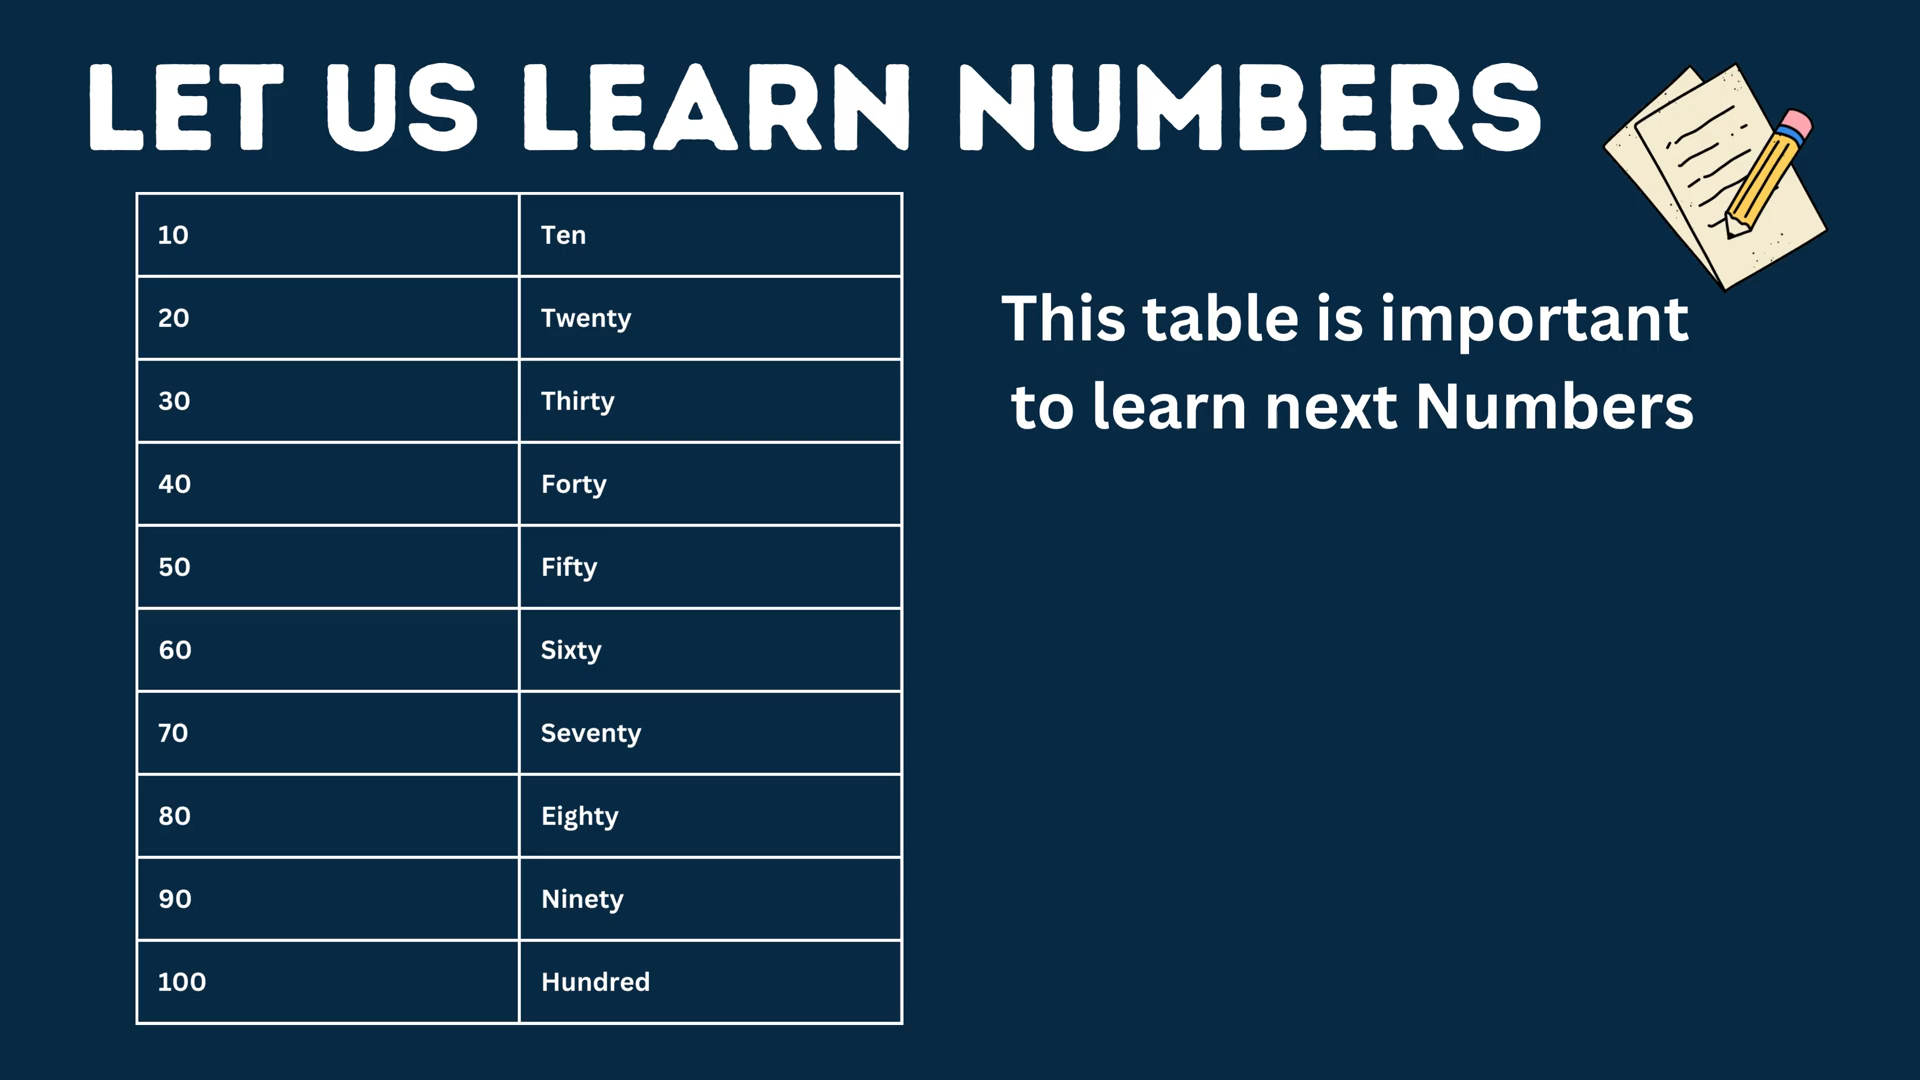 LET US LEARN NUMBERS
10 Ten
20 Twenty
30 Thirty
40 Forty
50 Fifty
60 Sixty
70 Seventy
80 Eighty
90 Ninety
100 Hundred
This table is important
to learn next Numbers